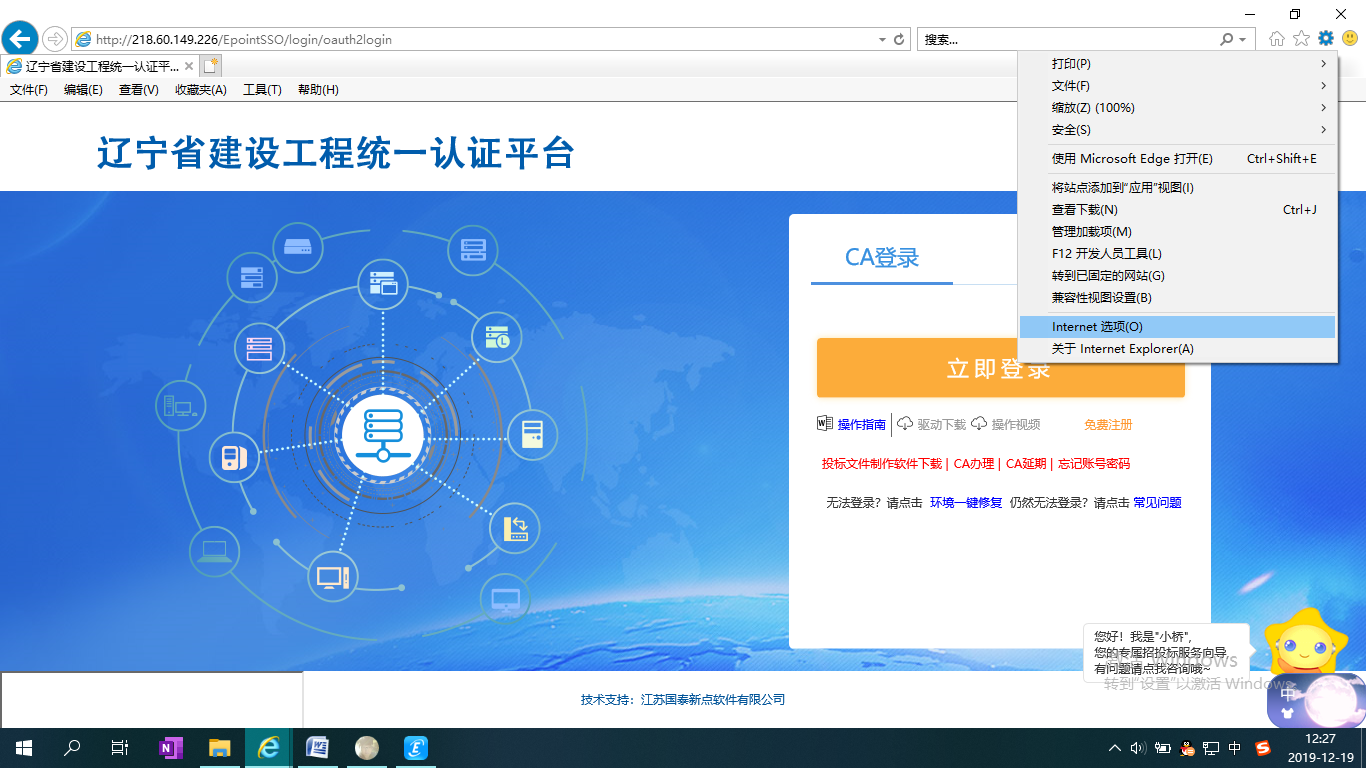 http://218.60.149.226/EpointSSO/login/oauth2login
搜索...
辽宁省建设工程统一认证平...
文件(F) 编辑(E) 查看(V) 收藏夹(A) 工具(T) 帮助(H)
打印(P)
文件(F)
缩放(Z) (100%)
安全(S)
使用 Microsoft Edge 打开(E) Ctrl+Shift+E
将站点添加到“应用”视图(I)
查看下载(N) Ctrl+J
管理加载项(M)
F12 开发人员工具(L)
转到已固定的网站(G)
兼容性视图设置(B)
Internet 选项(O)
关于 Internet Explorer(A)
辽宁省建设工程统一认证平台
CA登录
立即登录
操作指南 驱动下载 操作视频 免费注册
投标文件制作软件下载 | CA办理 | CA延期 | 忘记账号密码
无法登录？请点击 环境一键修复 仍然无法登录？请点击 常见问题
您好！我是"小桥",
您的专属招投标服务向导,
有问题请点我咨询哦~
Windows
转到"设置"以激活 Windows
中
技术支持：江苏国泰新点软件有限公司
中
12:27
2019-12-19